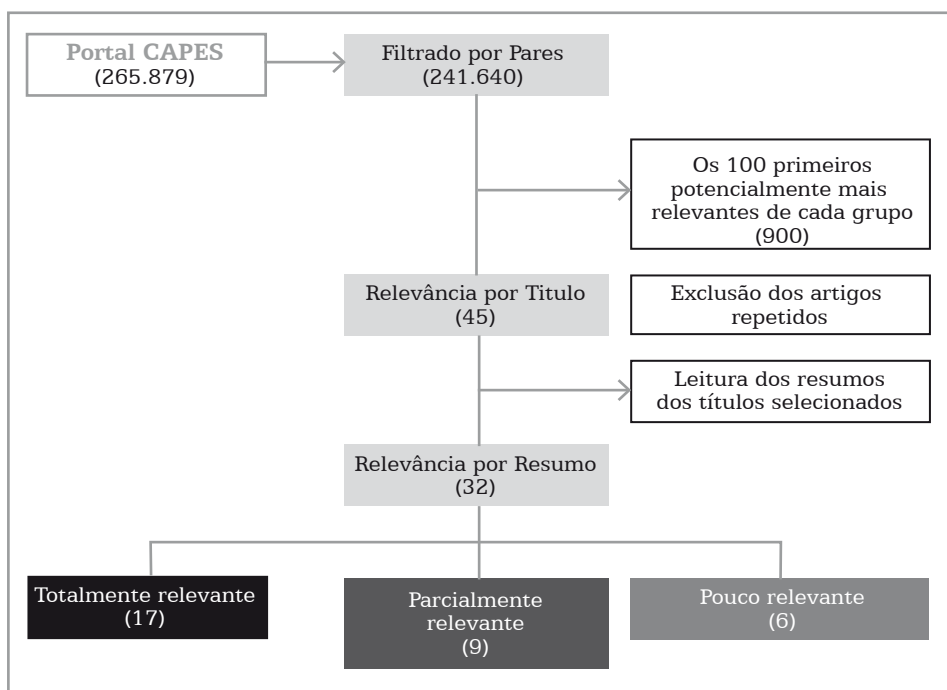 Portal CAPES
(265.879)
Filtrado por Pares
(241.640)
Os 100 primeiros
potencialmente mais
relevantes de cada grupo
(900)
Relevância por Titulo
(45)
Exclusão dos artigos
repetidos
Leitura dos resumos
dos títulos selecionados
Relevância por Resumo
(32)
Totalmente relevante
(17)
Parcialmente
relevante
(9)
Pouco relevante
(6)